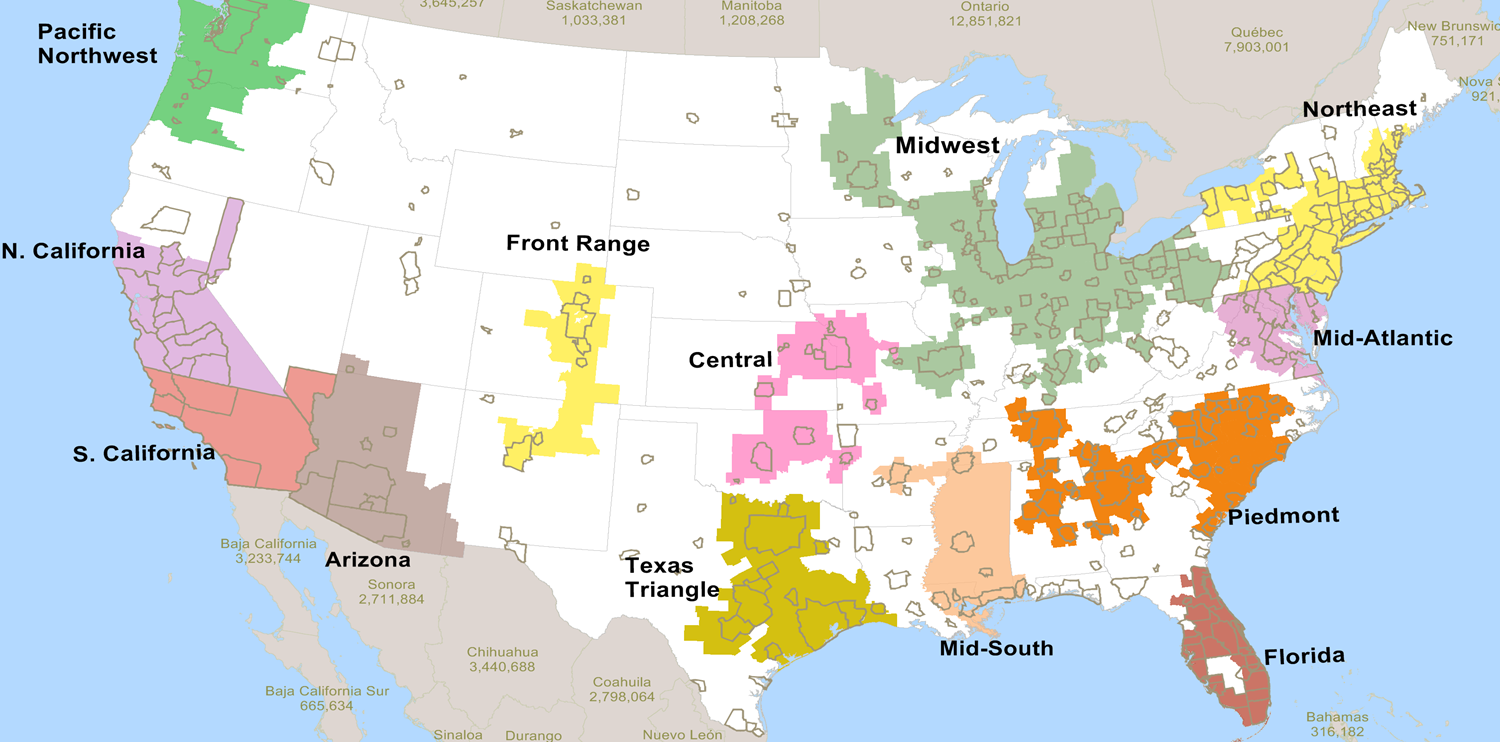 3,645,257
Saskatchewan
1,033,381
Manitoba
1,208,268
Ontario
12,851,821
Québec
7,903,001
New Brunswic
751,171
Nova S
921,
Pacific
Northwest
Northeast
Midwest
N. California
Front Range
Central
Mid-Atlantic
S. California
Piedmont
Arizona
Texas
Triangle
Mid-South
Florida
Baja California
3,233,744
Sonora
2,711,884
Chihuahua
3,440,688
Coahuila
2,798,064
Baja California Sur
665,634
Sinaloa
Durango
Nuevo León
Bahamas
316,182